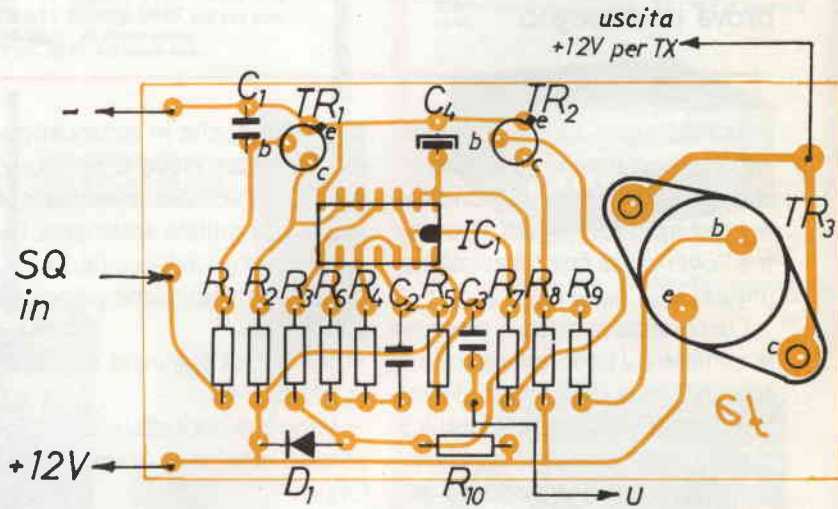 prova
uscita
+12V per TX
-
C1
TR1
C4
TR2
e
e
b
b
c
c
TR3
b
IC1
SQ
in
R1 R2 R3 R6 R4 C2 R5 C3 R7 R8 R9
e
c
+12V
D1
R10
U